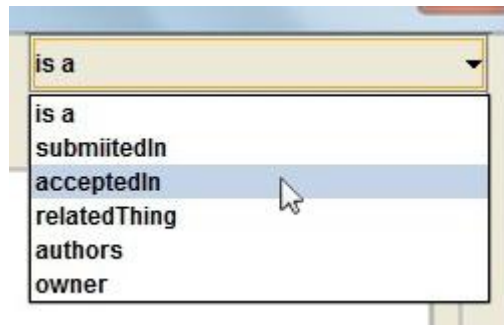 is a
is a
submiitedIn
acceptedIn
relatedThing
authors
owner